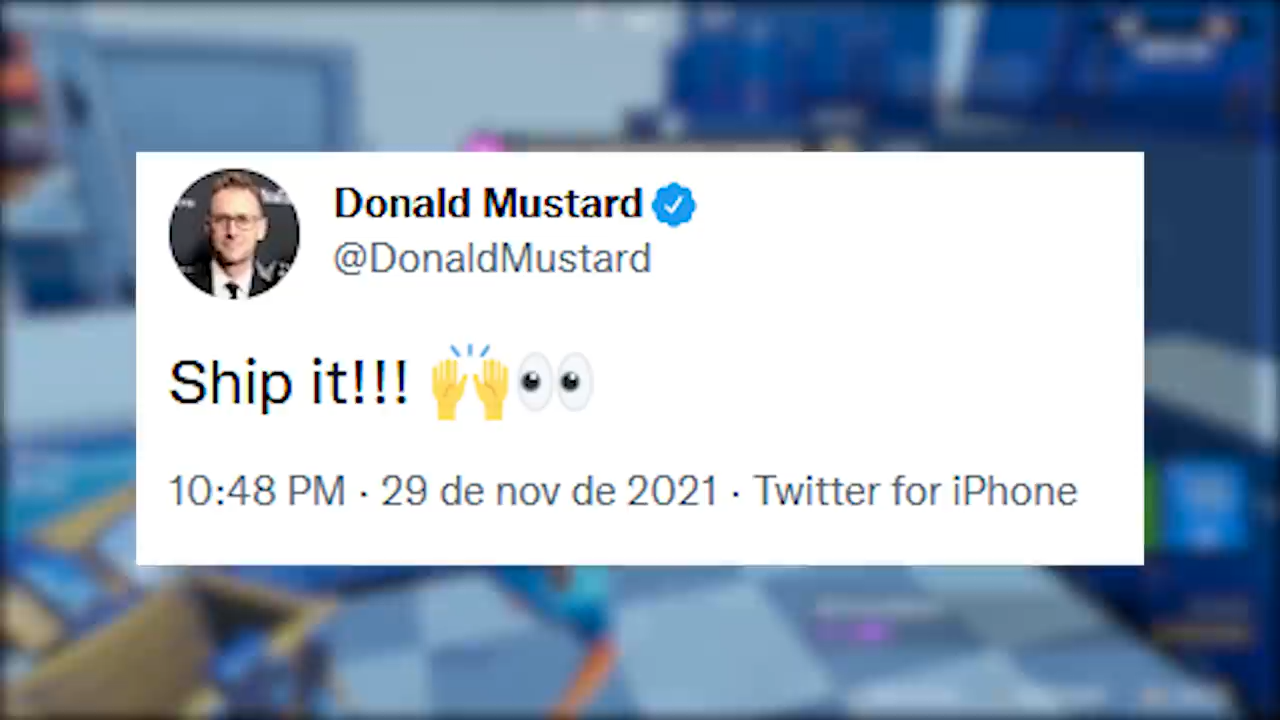 Donald Mustard
@DonaldMustard
Ship it!!! 🙌👀
10:48 PM · 29 de nov de 2021 · Twitter for iPhone